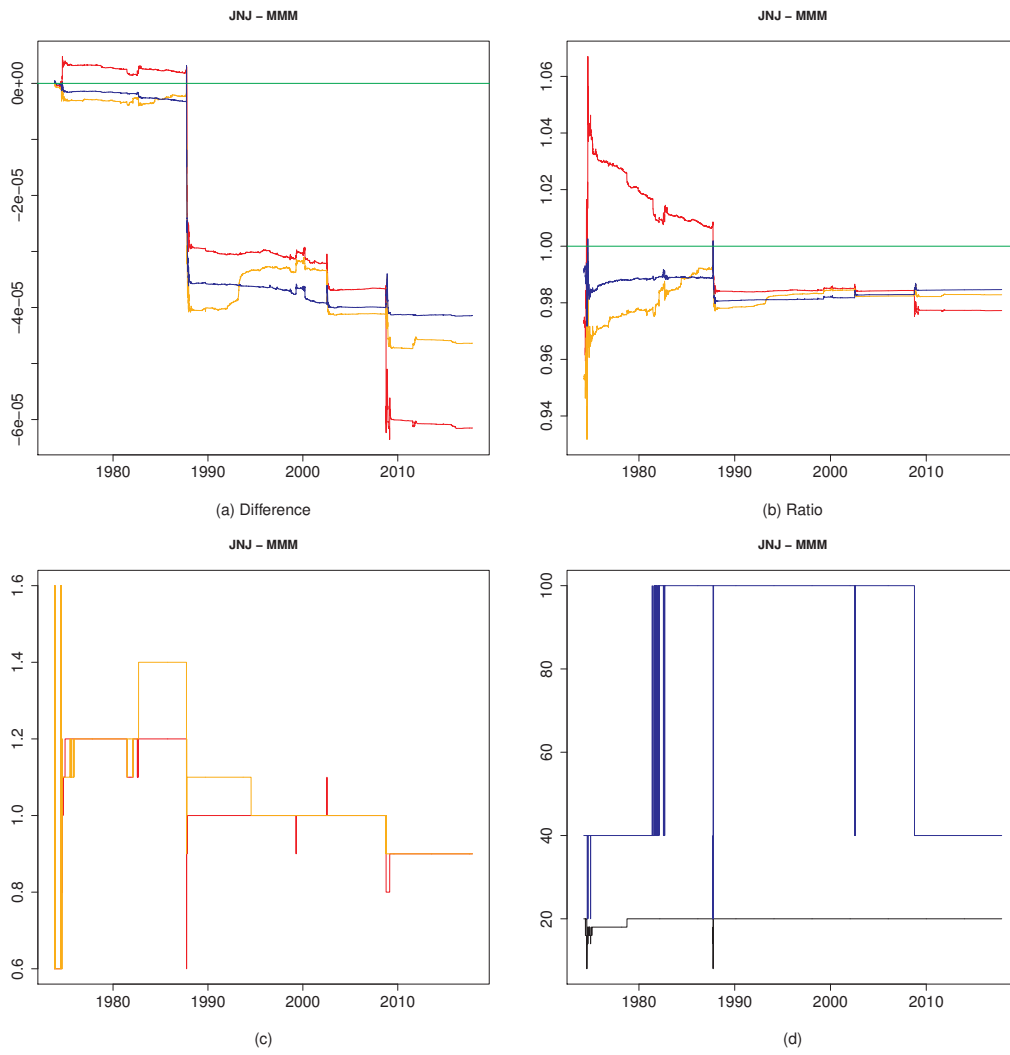 JNJ − MMM
0e+00
−2e−05
−4e−05
−6e−05
1980 1990 2000 2010
(a) Difference
JNJ − MMM
1.06
1.04
1.02
1.00
0.98
0.96
0.94
1980 1990 2000 2010
(b) Ratio
JNJ − MMM
1.6
1.4
1.2
1.0
0.8
0.6
1980 1990 2000 2010
(c)
JNJ − MMM
100
80
60
40
20
1980 1990 2000 2010
(d)